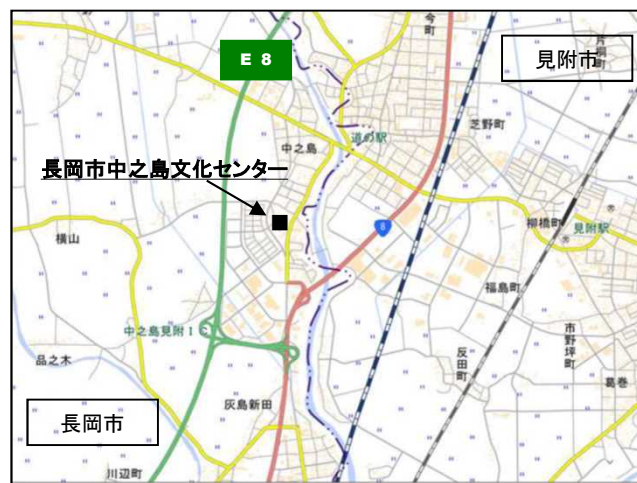 今町
E 8
見附市
片桐町
芝野町
中之島
道の駅
長岡市中之島文化センター
8
柳橋町
見附駅
横山
福島町
中之島見附IC
市野坪町
品之木
反田町
葛巻
灰島新田
長岡市
川辺町